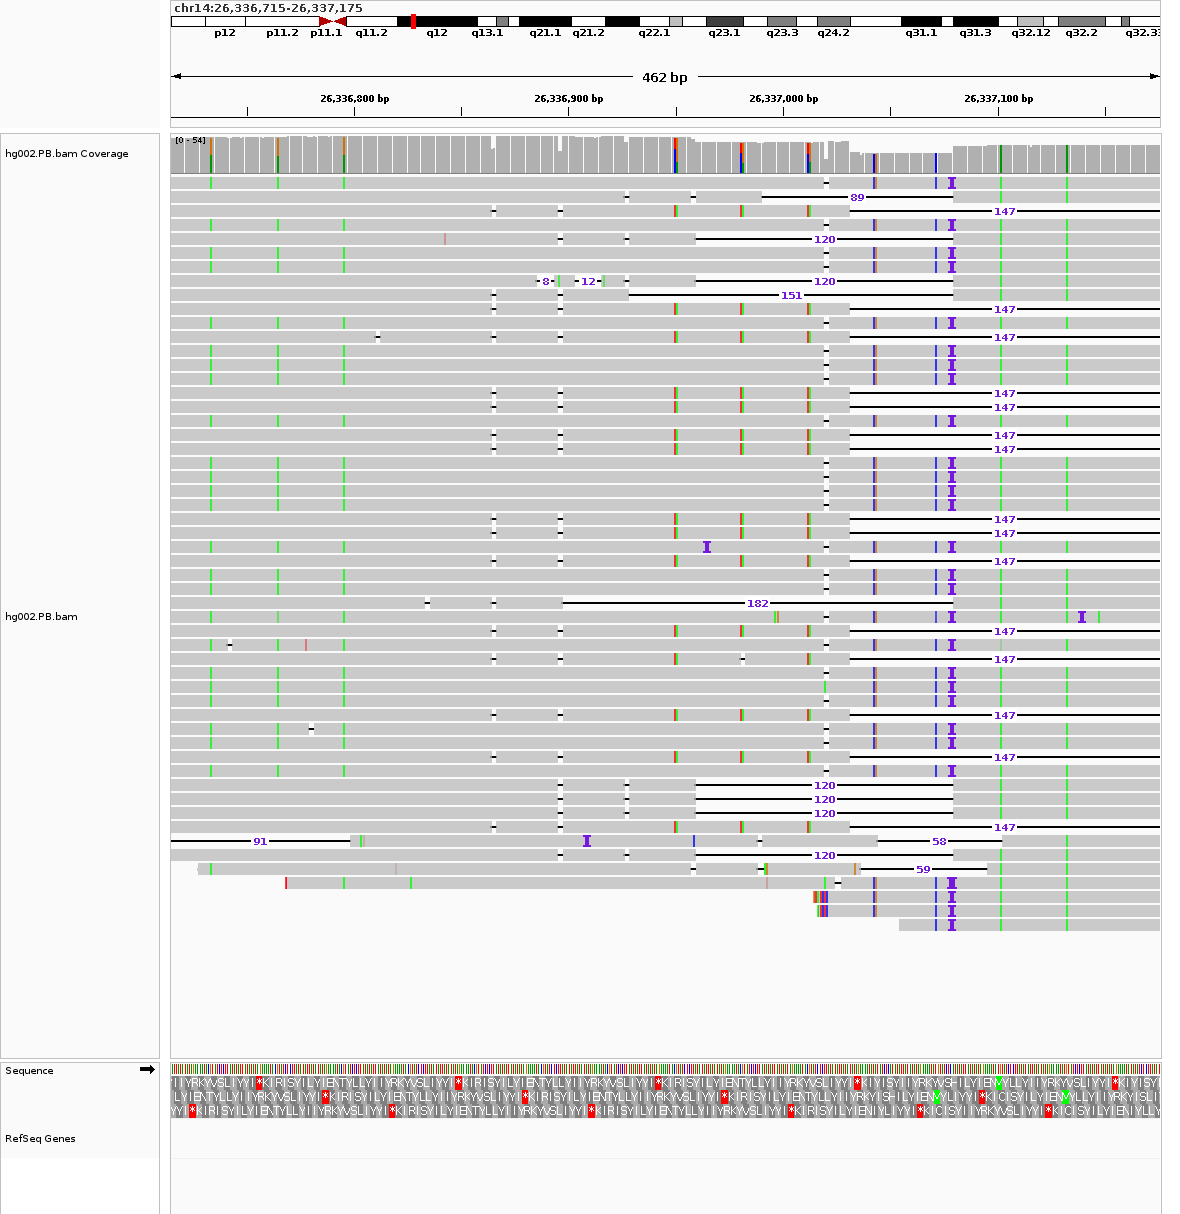 chr14:26,336,715-26,337,175
p12 p11.2 p11.1 q11.2 q12 q13.1 q21.1 q21.2 q22.1 q23.1 q23.3 q24.2 q31.1 q31.3 q32.12 q32.2 q32.33
462 bp
26,336,800 bp 26,336,900 bp 26,337,000 bp 26,337,100 bp
hg002.PB.bam Coverage
[0 - 54]
89
147
120
8 12 120
151
147
147
147
147
147
147
147
147
147
182
hg002.PB.bam
147
147
147
147
120
120
120
147
91 58
120
59
Sequence
RefSeq Genes